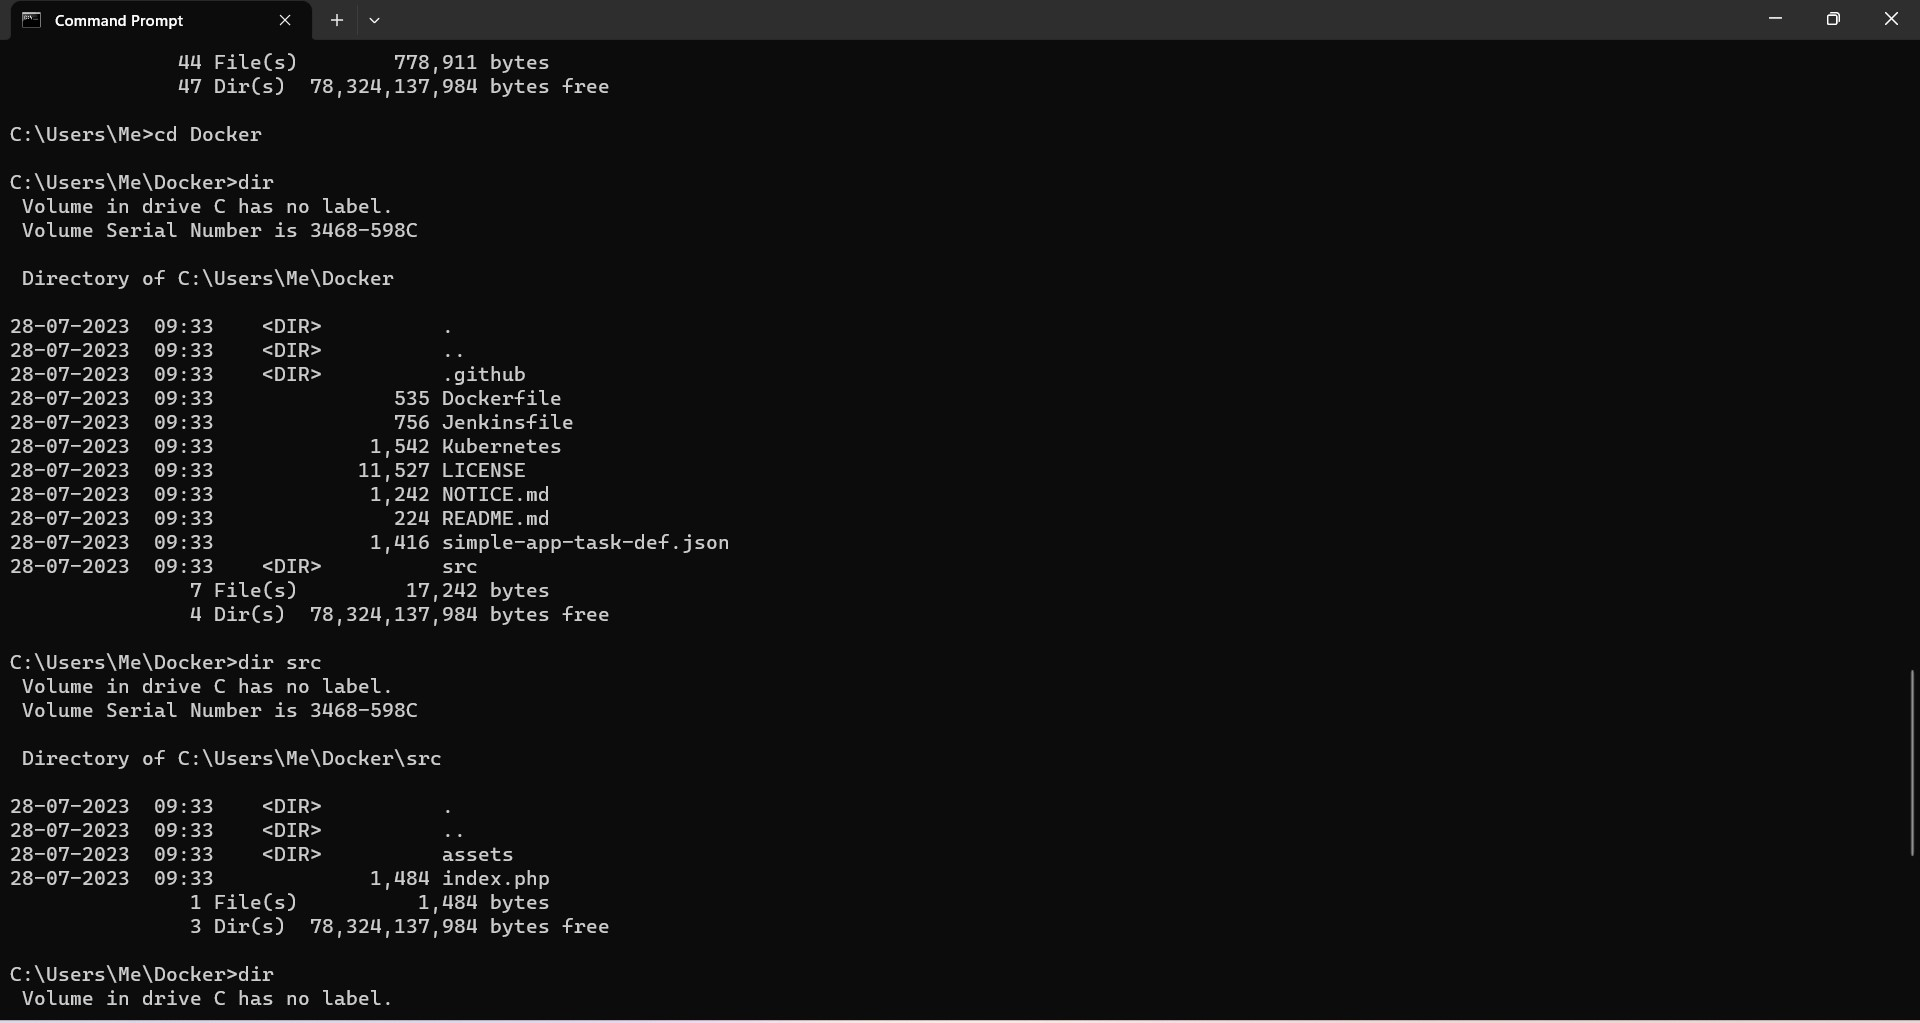 Command Prompt
44 File(s)        778,911 bytes
47 Dir(s)  78,324,137,984 bytes free
C:\Users\Me>cd Docker
C:\Users\Me\Docker>dir
Volume in drive C has no label.
Volume Serial Number is 3468-598C
Directory of C:\Users\Me\Docker
28-07-2023  09:33    <DIR>          .
28-07-2023  09:33    <DIR>          ..
28-07-2023  09:33    <DIR>          .github
28-07-2023  09:33               535 Dockerfile
28-07-2023  09:33               756 Jenkinsfile
28-07-2023  09:33             1,542 Kubernetes
28-07-2023  09:33            11,527 LICENSE
28-07-2023  09:33             1,242 NOTICE.md
28-07-2023  09:33               224 README.md
28-07-2023  09:33             1,416 simple-app-task-def.json
28-07-2023  09:33    <DIR>          src
7 File(s)         17,242 bytes
4 Dir(s)  78,324,137,984 bytes free
C:\Users\Me\Docker>dir src
Volume in drive C has no label.
Volume Serial Number is 3468-598C
Directory of C:\Users\Me\Docker\src
28-07-2023  09:33    <DIR>          .
28-07-2023  09:33    <DIR>          ..
28-07-2023  09:33    <DIR>          assets
28-07-2023  09:33             1,484 index.php
1 File(s)          1,484 bytes
3 Dir(s)  78,324,137,984 bytes free
C:\Users\Me\Docker>dir
Volume in drive C has no label.